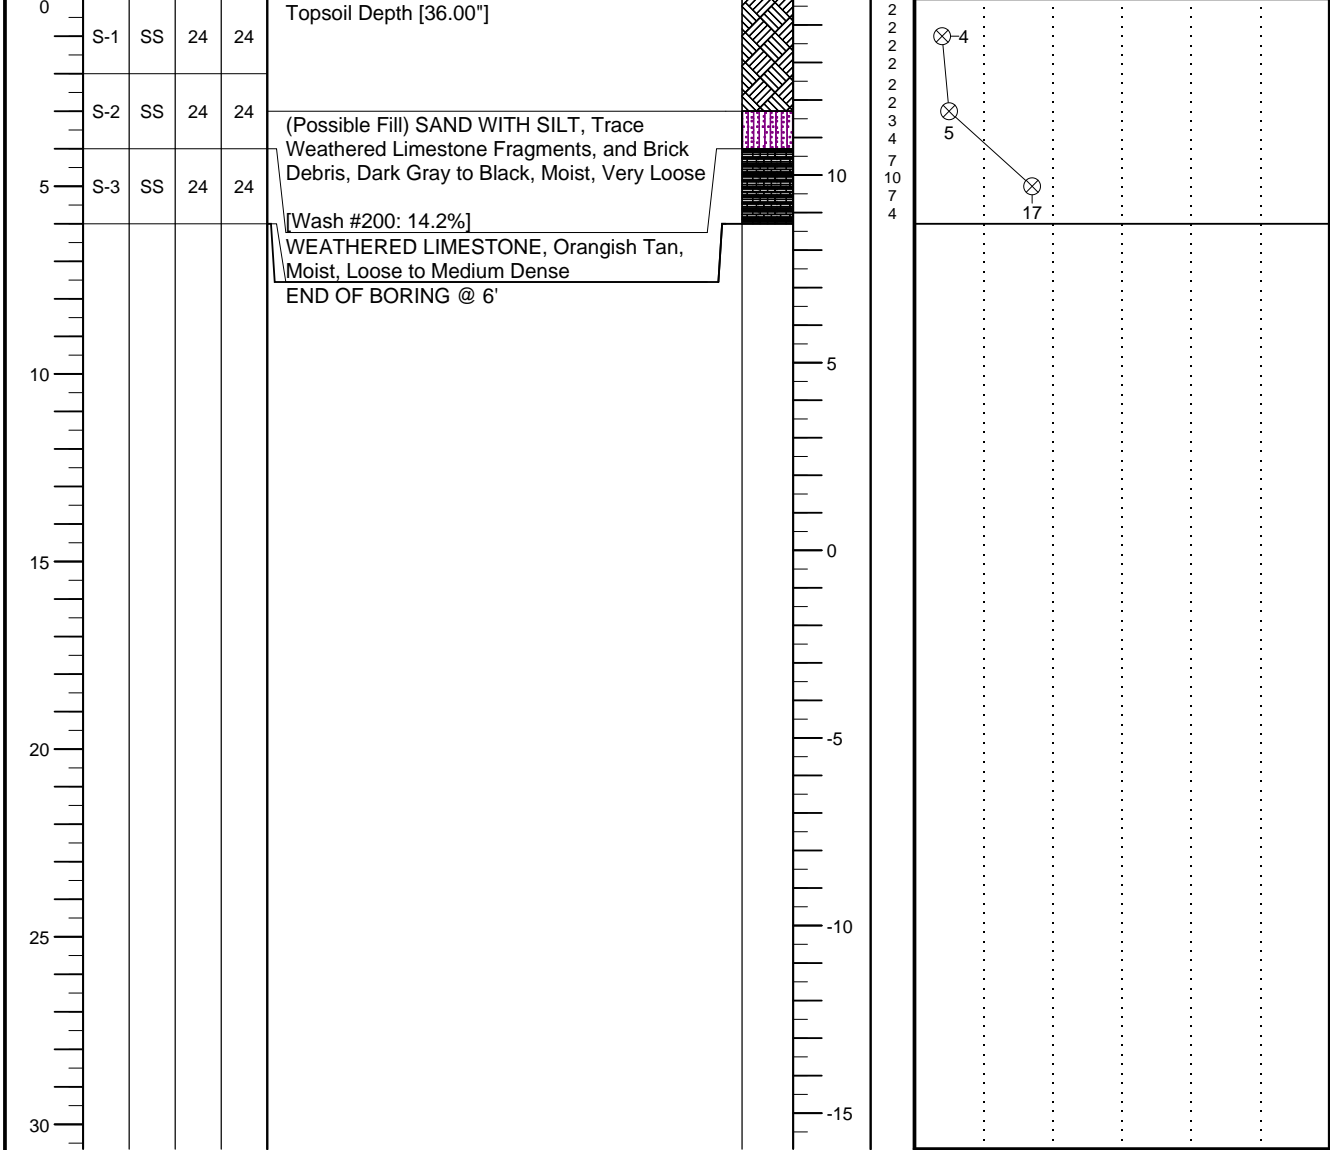 0
Topsoil Depth [36.00"]
S-1 SS 24 24
2
2
2
2
4
S-2 SS 24 24
2
2
3
4
5
(Possible Fill) SAND WITH SILT, Trace
Weathered Limestone Fragments, and Brick
Debris, Dark Gray to Black, Moist, Very Loose
[Wash #200: 14.2%]
5
S-3 SS 24 24
10
7
10
7
4
17
WEATHERED LIMESTONE, Orangish Tan,
Moist, Loose to Medium Dense
END OF BORING @ 6'
5
10
0
15
-5
20
-10
25
-15
30